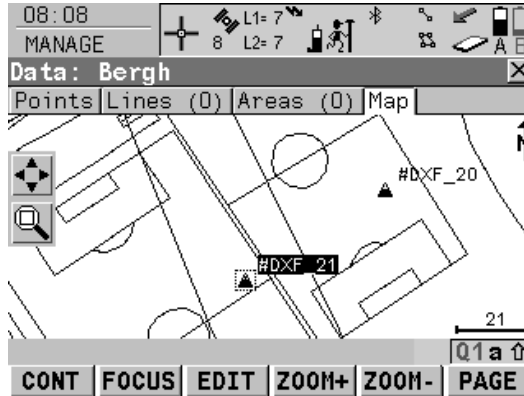 08:08
MANAGE
8
L1= 7
L2= 7
A
Data: Bergh
Points Lines (0) Areas (0) Map
N
#DXF_20
#DXF_21
21
Q1a
CONT FOCUS EDIT ZOOM+ ZOOM- PAGE